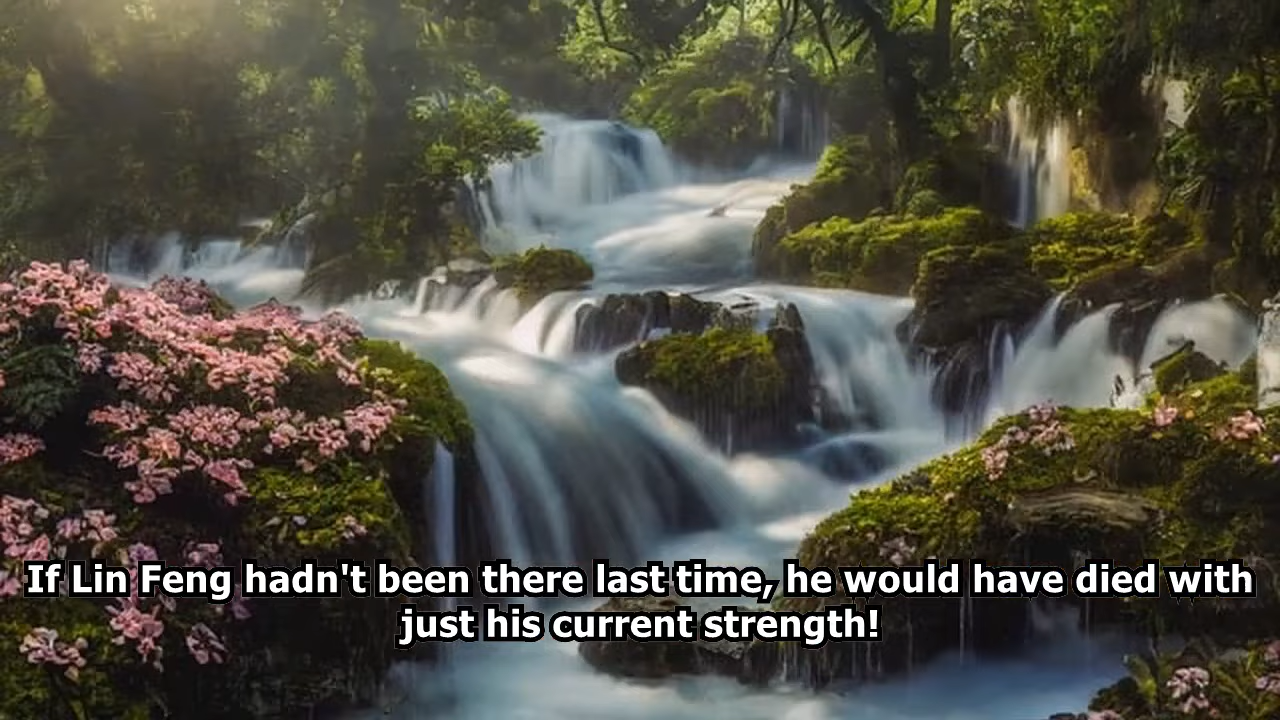 If Lin Feng hadn't been there last time, he would have died with
just his current strength!